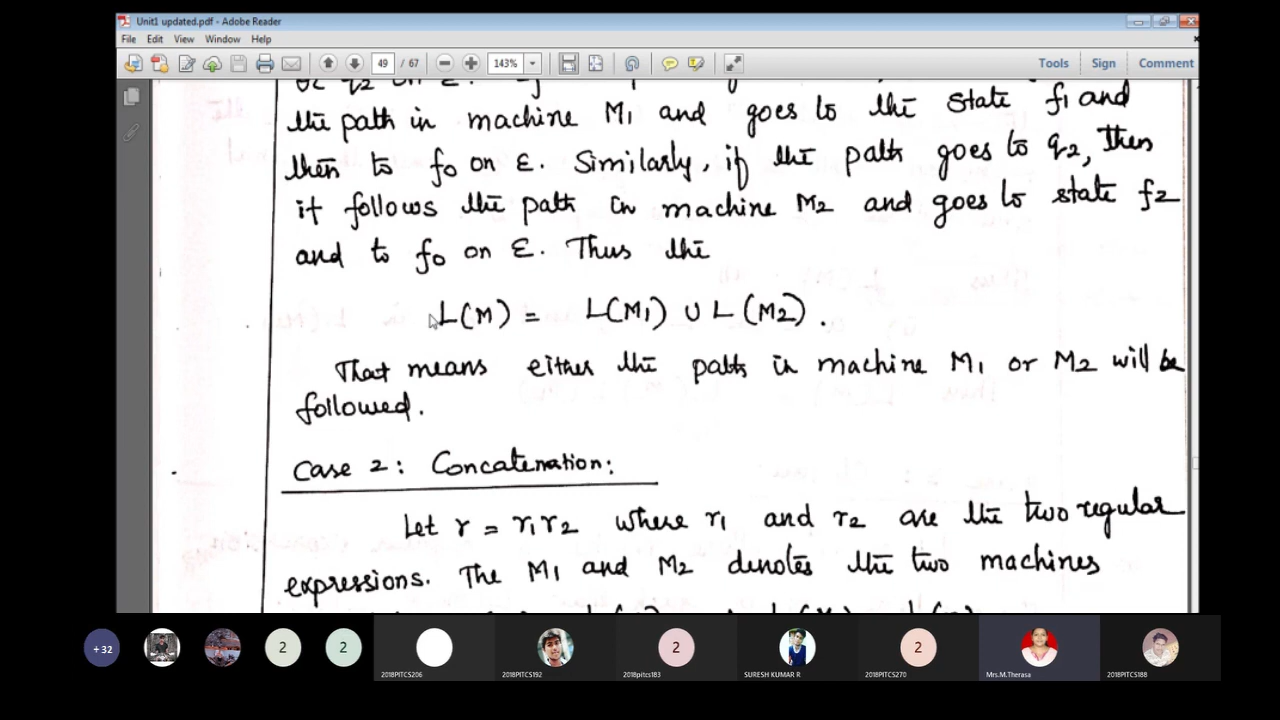 Unit1 updated.pdf - Adobe Reader
File Edit View Window Help
49 / 67 143% Tools Sign Comment
the path in machine M1 and goes to the state f1 and
then to f0 on ε. Similarly, if the path goes to q2, then
it follows the path in machine M2 and goes to state f2
and to f0 on ε. Thus the
L(M) = L(M1) ∪ L(M2).
That means either the path in machine M1 or M2 will be
followed.
Case 2: Concatenation:
Let r = r1r2 where r1 and r2 are the two regular
expressions. The M1 and M2 denotes the two machines
+32 2 2 2 2
2018PITCS206 2018PITCS192 2018pitcs183 SURESH KUMAR R 2018PITCS270 Mrs.M.Therasa 2018PITCS188